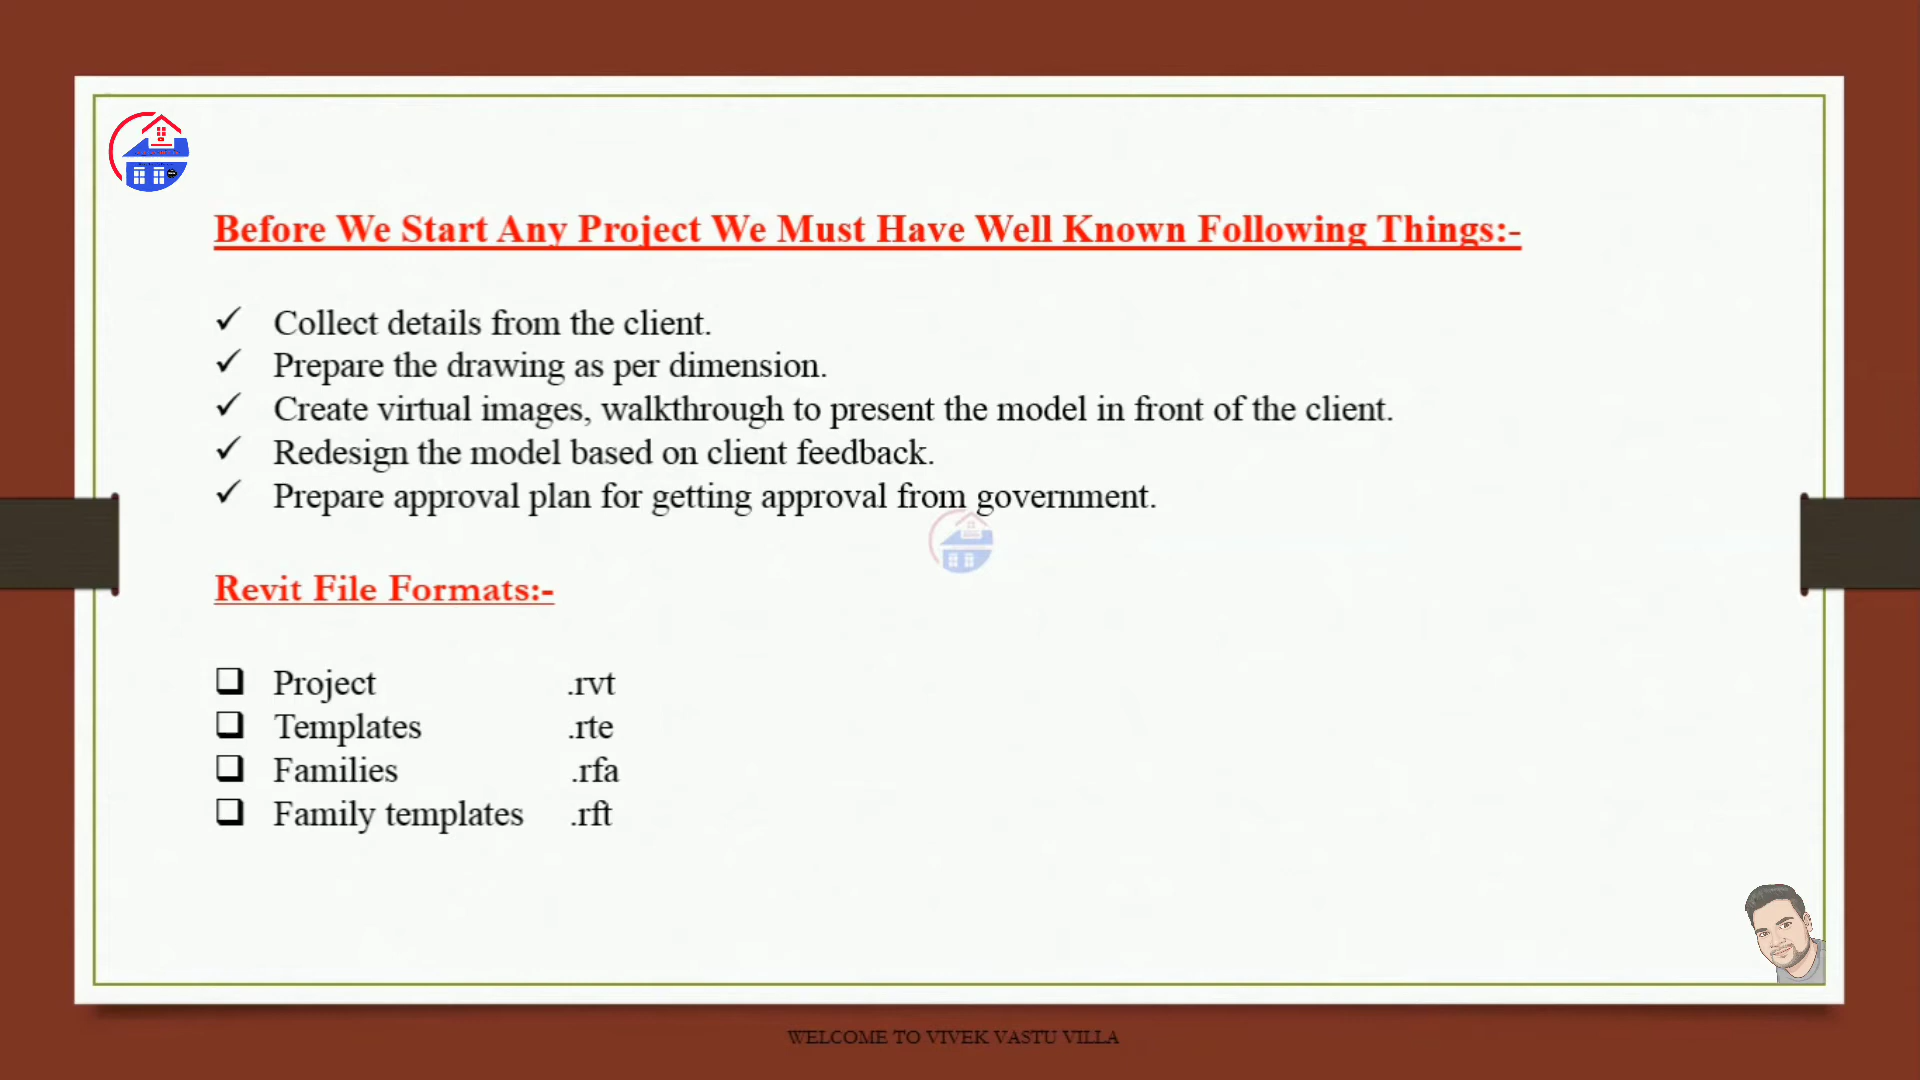 Before We Start Any Project We Must Have Well Known Following Things:-
✓ Collect details from the client.
✓ Prepare the drawing as per dimension.
✓ Create virtual images, walkthrough to present the model in front of the client.
✓ Redesign the model based on client feedback.
✓ Prepare approval plan for getting approval from government.
Revit File Formats:-
❑ Project .rvt
❑ Templates .rte
❑ Families .rfa
❑ Family templates .rft
WELCOME TO VIVEK VASTU VILLA